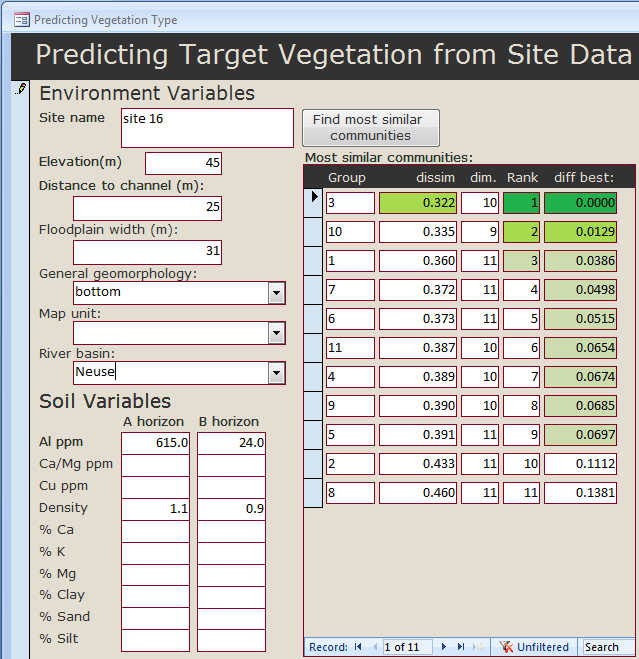 Predicting Vegetation Type
Predicting Target Vegetation from Site Data
Environment Variables
Site name site 16
Elevation(m) 45
Distance to channel (m):
25
Floodplain width (m):
31
General geomorphology:
bottom
Map unit:
River basin:
Neuse
Soil Variables
A horizon B horizon
Al ppm 615.0 24.0
Ca/Mg ppm
Cu ppm
Density 1.1 0.9
% Ca
% K
% Mg
% Clay
% Sand
% Silt
Find most similar
communities
Most similar communities:
Group dissim dim. Rank diff best:
3 0.322 10 1 0.0000
10 0.335 9 2 0.0129
1 0.360 11 3 0.0386
7 0.372 11 4 0.0498
6 0.373 11 5 0.0515
11 0.387 10 6 0.0654
4 0.389 10 7 0.0674
9 0.390 10 8 0.0685
5 0.391 11 9 0.0697
2 0.433 11 10 0.1112
8 0.460 11 11 0.1381
Record: 1 of 11 Unfiltered Search